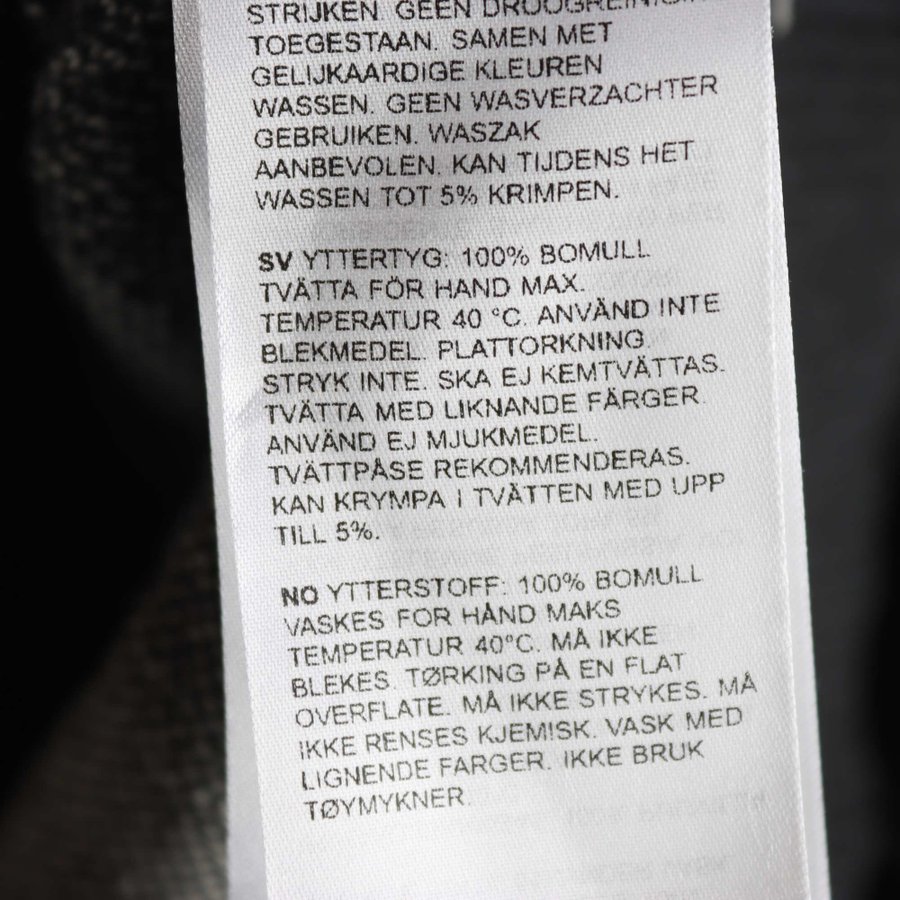 STRIJKEN. GEEN DROOGREINIGING
TOEGESTAAN. SAMEN MET
GELIJKAARDIGE KLEUREN
WASSEN. GEEN WASVERZACHTER
GEBRUIKEN. WASZAK
AANBEVOLEN. KAN TIJDENS HET
WASSEN TOT 5% KRIMPEN.
SV YTTERTYG: 100% BOMULL
TVÄTTA FÖR HAND MAX.
TEMPERATUR 40 °C. ANVÄND INTE
BLEKMEDEL. PLATTORKNING.
STRYK INTE. SKA EJ KEMTVÄTTAS.
TVÄTTA MED LIKNANDE FÄRGER.
ANVÄND EJ MJUKMEDEL.
TVÄTTPÅSE REKOMMENDERAS.
KAN KRYMPA I TVÄTTEN MED UPP
TILL 5%.
NO YTTERSTOFF: 100% BOMULL
VASKES FOR HÅND MAKS
TEMPERATUR 40°C. MÅ IKKE
BLEKES. TØRKING PÅ EN FLAT
OVERFLATE. MÅ IKKE STRYKES. MÅ
IKKE RENSES KJEMISK. VASK MED
LIGNENDE FARGER. IKKE BRUK
TØYMYKNER.